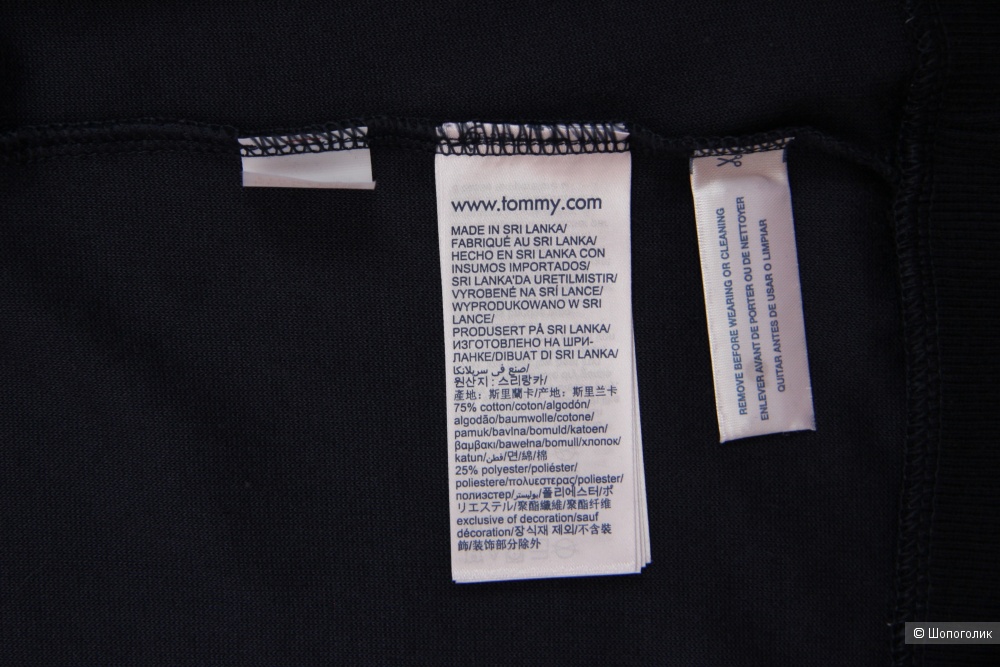 www.tommy.com
MADE IN SRI LANKA/
FABRIQUÉ AU SRI LANKA/
HECHO EN SRI LANKA CON
INSUMOS IMPORTADOS/
SRI LANKA'DA URETILMISTIR/
VYROBENÉ NA SRÍ LANCE/
WYPRODUKOWANO W SRI
LANCE/
PRODUSERT PÅ SRI LANKA/
ИЗГОТОВЛЕНО НА ШРИ-
ЛАНКЕ/DIBUAT DI SRI LANKA/
صنع في سريلانكا/
원산지 : 스리랑카/
產地：斯里蘭卡/产地：斯里兰卡
75% cotton/coton/algodón/
algodão/baumwolle/cotone/
pamuk/bavlna/bomuld/katoen/
βαμβακι/bawełna/bomull/хлопок/
katun/قطن/면/綿/棉
25% polyester/poliéster/
poliestere/πολυεστερας/poliester/
полиэстер/بوليستر/폴리에스터/ポ
リエステル/聚酯纖維/聚酯纤维
exclusive of decoration/sauf
décoration/장식재 제외/不含裝
飾/装饰部分除外
REMOVE BEFORE WEARING OR CLEANING
ENLEVER AVANT DE PORTER OU DE NETTOYER
QUITAR ANTES DE USAR O LIMPIAR
© Шопоголик